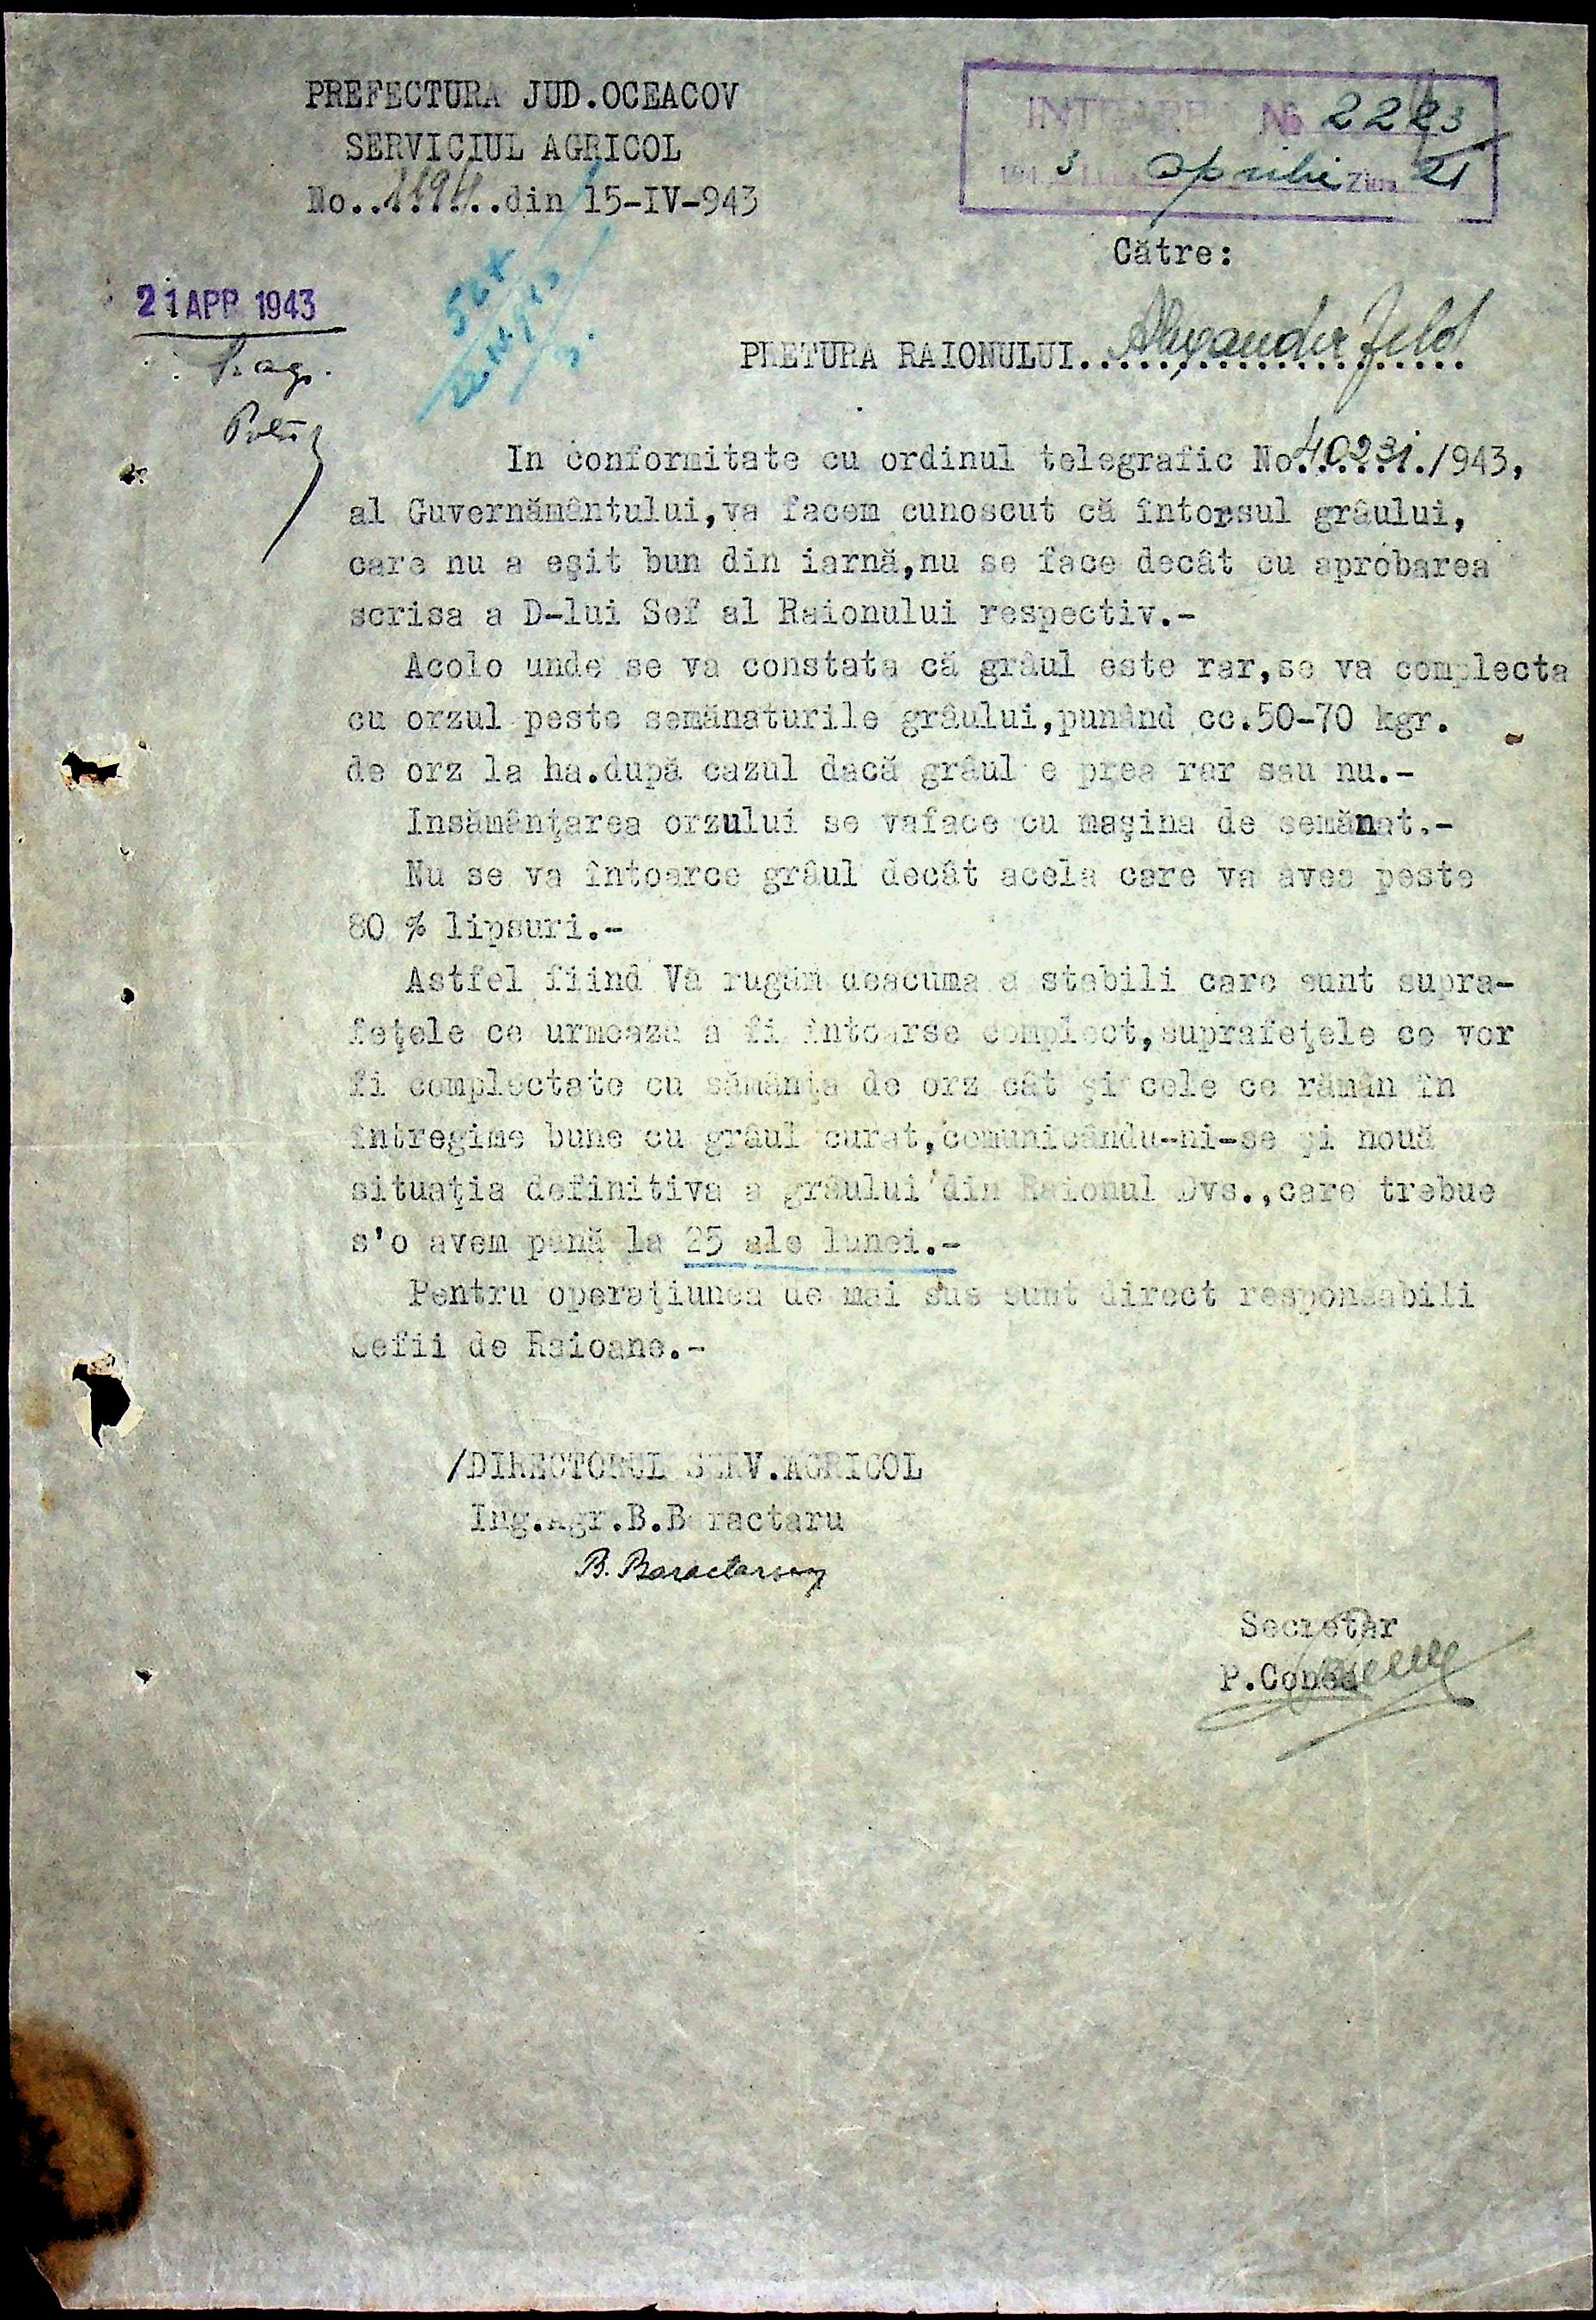 PREFECTURA JUD.OCEACOV
SERVICIUL AGRICOL
No..1194..din 15-IV-943
INTRARE No 2223
194 3 Luna aprilie Ziua 21
Către:
21 APR. 1943
PRETURA RAIONULUI..Alexanderfeld
In conformitate cu ordinul telegrafic No.40231./943,
al Guvernământului,va facem cunoscut că întorsul grâului,
care nu a eşit bun din iarnă,nu se face decât cu aprobarea
scrisa a D-lui Sef al Raionului respectiv.-
Acolo unde se va constata că grâul este rar,se va complecta
cu orzul peste semănaturile grâului,punând cc.50-70 kgr.
de orz la ha.după cazul dacă grâul e prea rar sau nu.-
Insămânţarea orzului se vaface cu maşina de semănat.-
Nu se va întoarce grâul decât acela care va avea peste
80 % lipsuri.-
Astfel fiind Vă rugăm deacuma a stabili care sunt supra-
feţele ce urmează a fi întoarse complect,suprafeţele ce vor
fi complectate cu sămânţa de orz cât şi cele ce rămân în
întregime bune cu grâul curat,comunicându-ni-se şi nouă
situaţia definitiva a grâului din Raionul Dvs.,care trebue
s'o avem până la 25 ale lunei.-
Pentru operaţiunea de mai sus sunt direct responsabili
Sefii de Raioane.-
/DIRECTORUL SERV.AGRICOL
Ing.Agr.B.Baractaru
B. Baractaru
Secretar
P.Conea